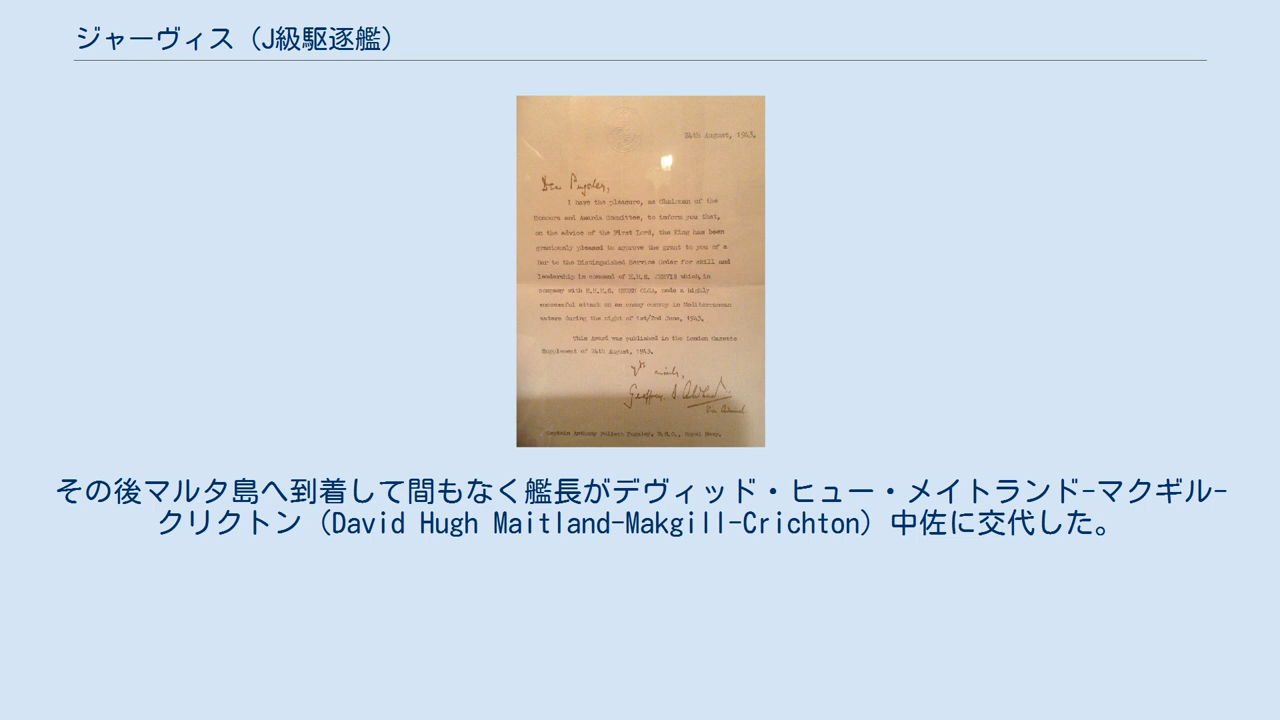 ジャーヴィス（J級駆逐艦）
24th August, 1943.
Dear Pugsley,
I have the pleasure, as Chairman of the
Honours and Awards Committee, to inform you that,
on the advice of the First Lord, the King has been
graciously pleased to approve the grant to you of a
Bar to the Distinguished Service Order for skill and
leadership in command of H.M.S. JERVIS which, in
company with H.H.M.S. QUEEN OLGA, made a highly
successful attack on an enemy convoy in Mediterranean
waters during the night of 1st/2nd June, 1943.
This Award was published in the London Gazette
Supplement of 24th August, 1943.
Geoffrey
Vice Admiral
Captain Anthony Pugsley, D.S.O., Royal Navy.
その後マルタ島へ到着して間もなく艦長がデヴィッド・ヒュー・メイトランド-マクギル-
クリクトン（David Hugh Maitland-Makgill-Crichton）中佐に交代した。